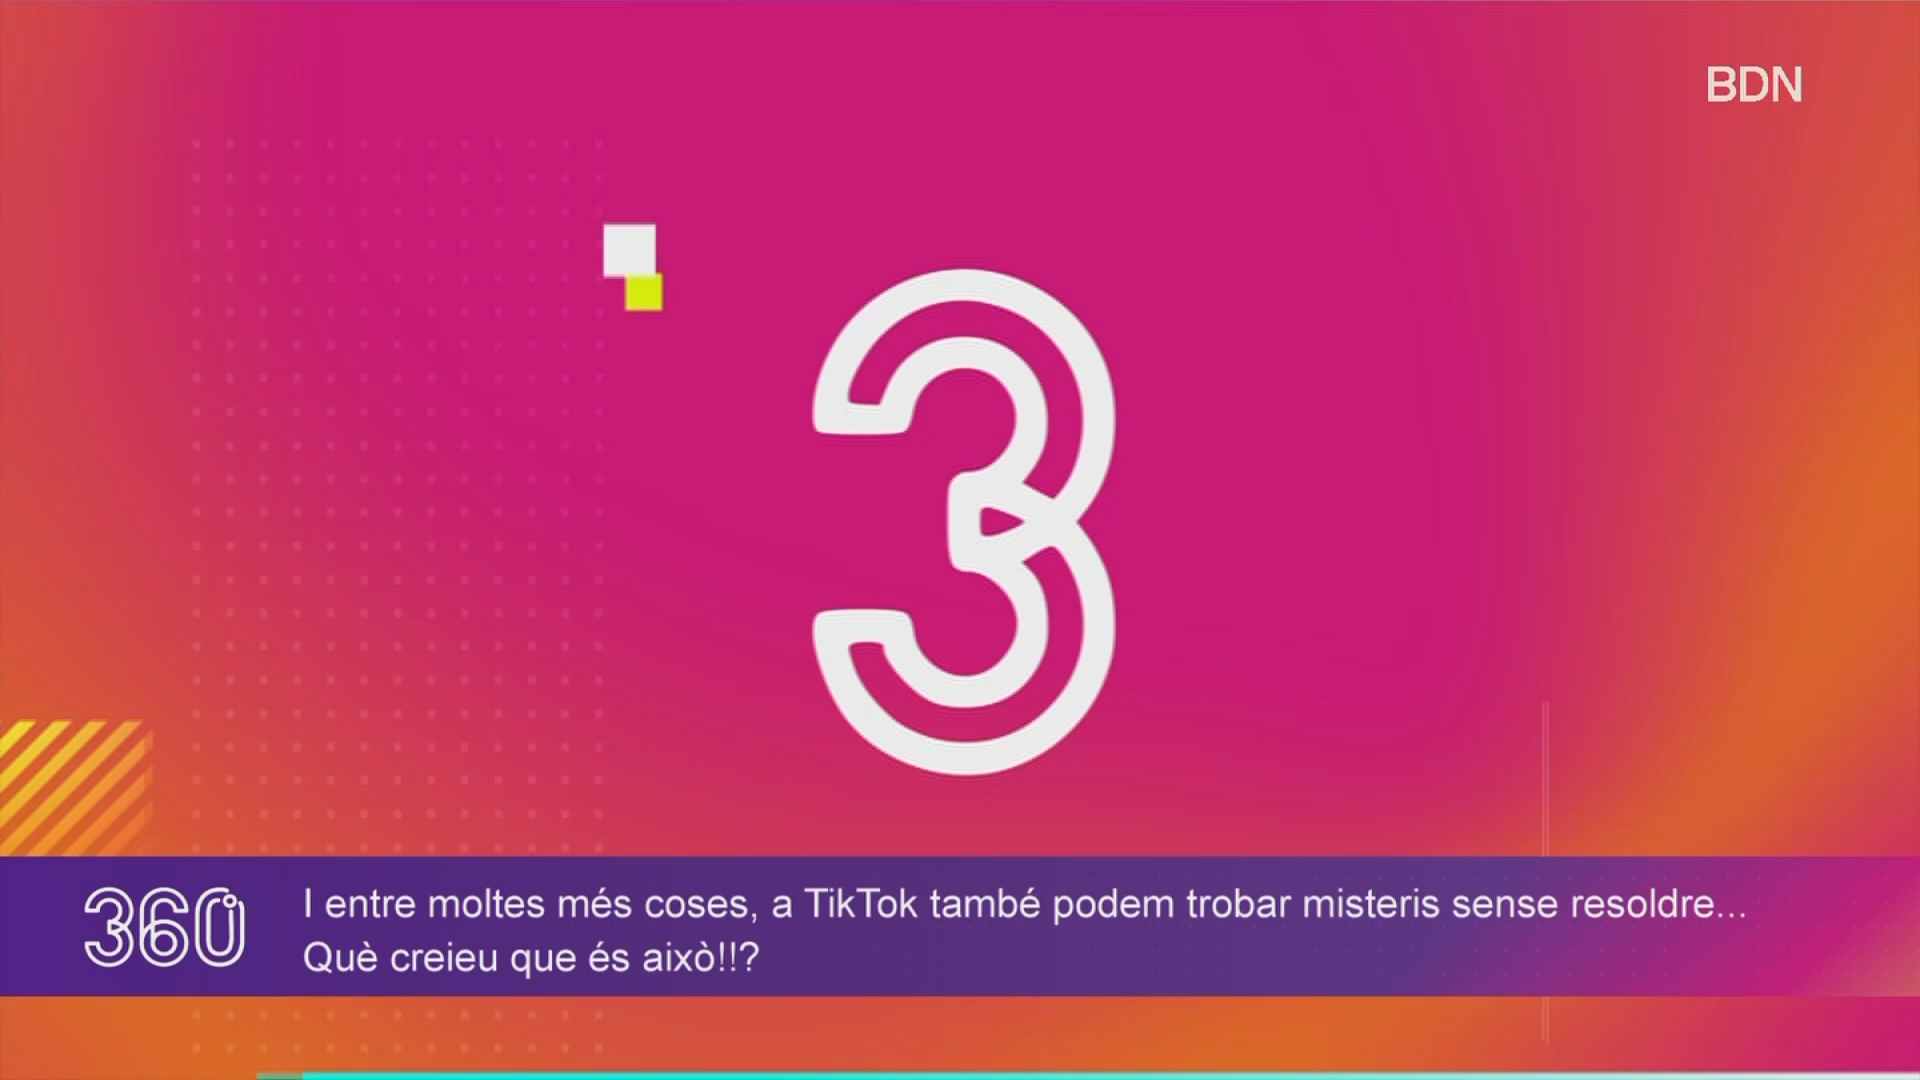 BDN
3
360°
I entre moltes més coses, a TikTok també podem trobar misteris sense resoldre...
Què creieu que és això!!?